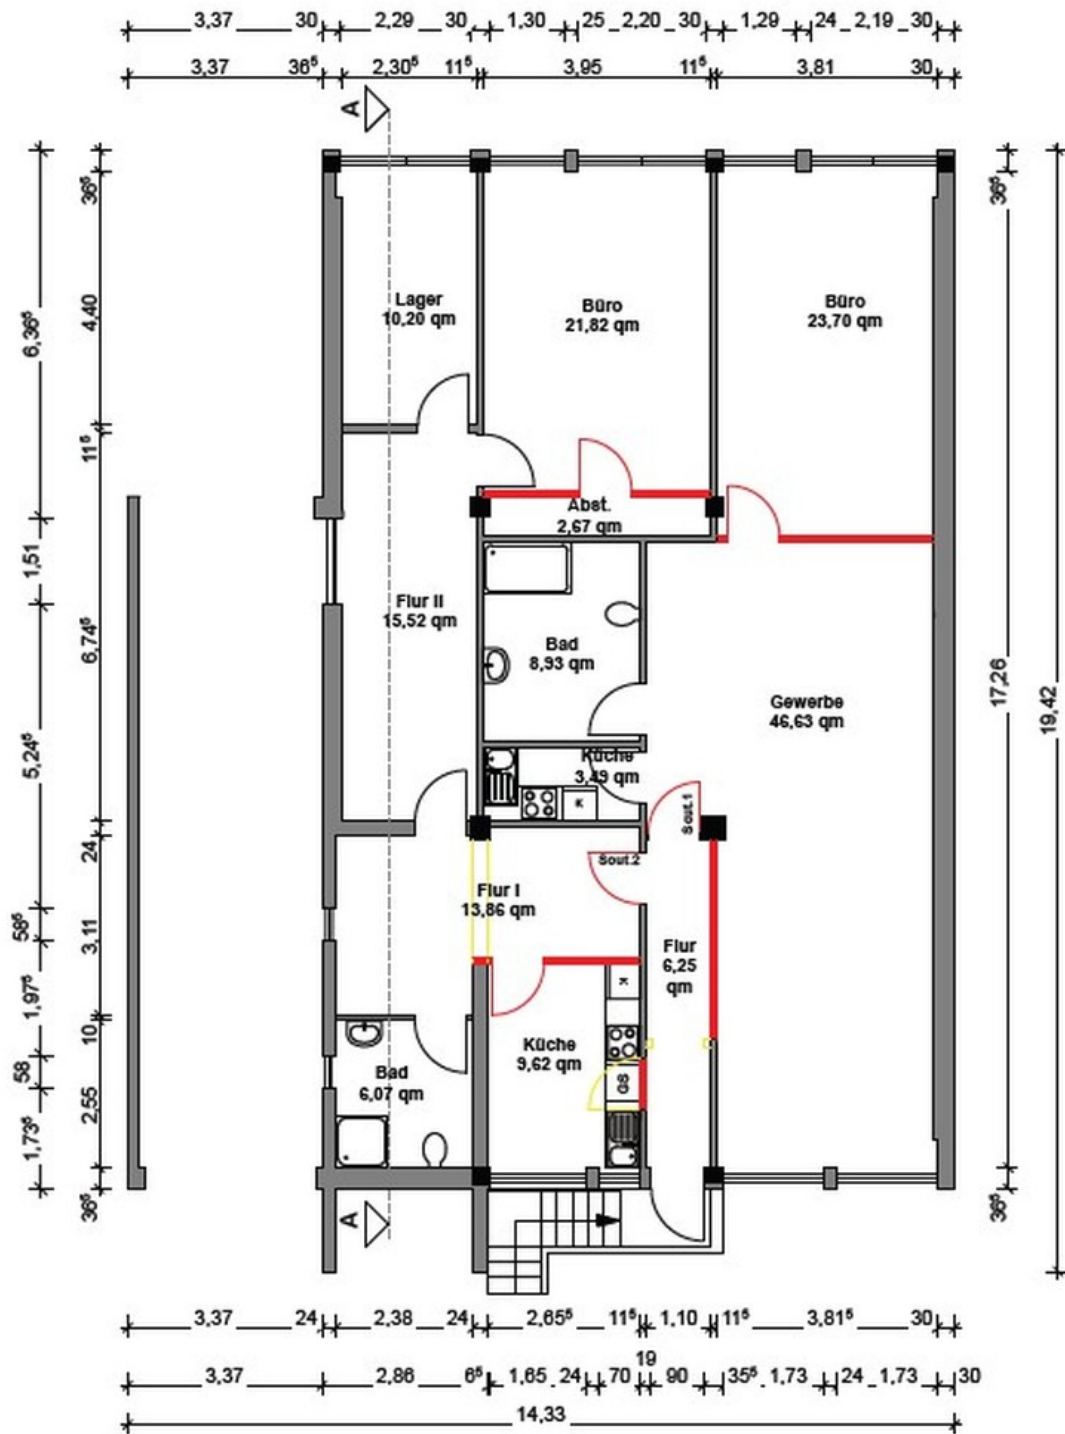 3,37 30 2,29 30 1,30 25 2,20 30 1,29 24 2,19 30
3,37 36⁵ 2,30⁵ 11⁵ 3,95 11⁵ 3,81 30
A
36⁵
4,40
6,36⁵
11⁵
1,51
6,74⁵
5,24⁵
24
58⁵
3,11
1,97⁵
10
58
2,55
1,73⁵
36⁵
Lager
10,20 qm
Büro
21,82 qm
Büro
23,70 qm
Abst.
2,67 qm
Flur II
15,52 qm
Bad
8,93 qm
Gewerbe
46,63 qm
Küche
3,49 qm
K
Sout.1
Sout.2
Flur I
13,86 qm
Flur
6,25
qm
K
Küche
9,62 qm
GS
Bad
6,07 qm
A
36⁵
17,26
19,42
36⁵
3,37 24 2,38 24 2,65⁵ 11⁵ 1,10 11⁵ 3,81⁵ 30
19
3,37 2,86 6⁵ 1,65 24 70 90 35⁵ 1,73 24 1,73 30
14,33